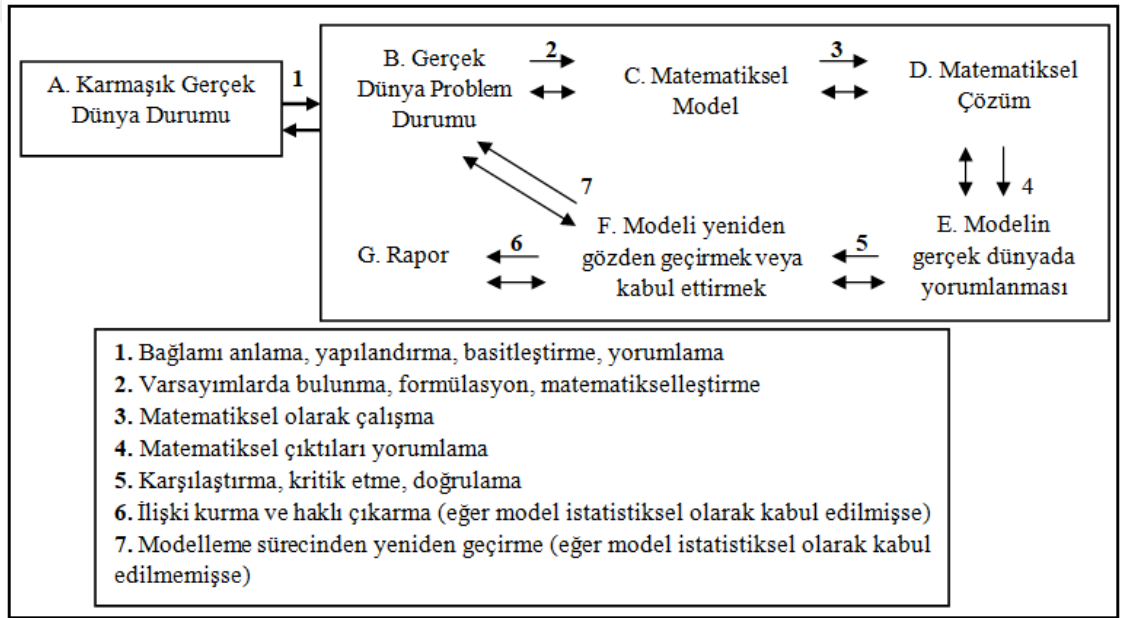 A. Karmaşık Gerçek
Dünya Durumu
1
B. Gerçek
Dünya Problem
Durumu
2
C. Matematiksel
Model
3
D. Matematiksel
Çözüm
4
E. Modelin
gerçek dünyada
yorumlanması
5
F. Modeli yeniden
gözden geçirmek veya
kabul ettirmek
7
6
G. Rapor
1. Bağlamı anlama, yapılandırma, basitleştirme, yorumlama
2. Varsayımlarda bulunma, formülasyon, matematikselleştirme
3. Matematiksel olarak çalışma
4. Matematiksel çıktıları yorumlama
5. Karşılaştırma, kritik etme, doğrulama
6. İlişki kurma ve haklı çıkarma (eğer model istatistiksel olarak kabul edilmişse)
7. Modelleme sürecinden yeniden geçirme (eğer model istatistiksel olarak kabul
edilmemişse)